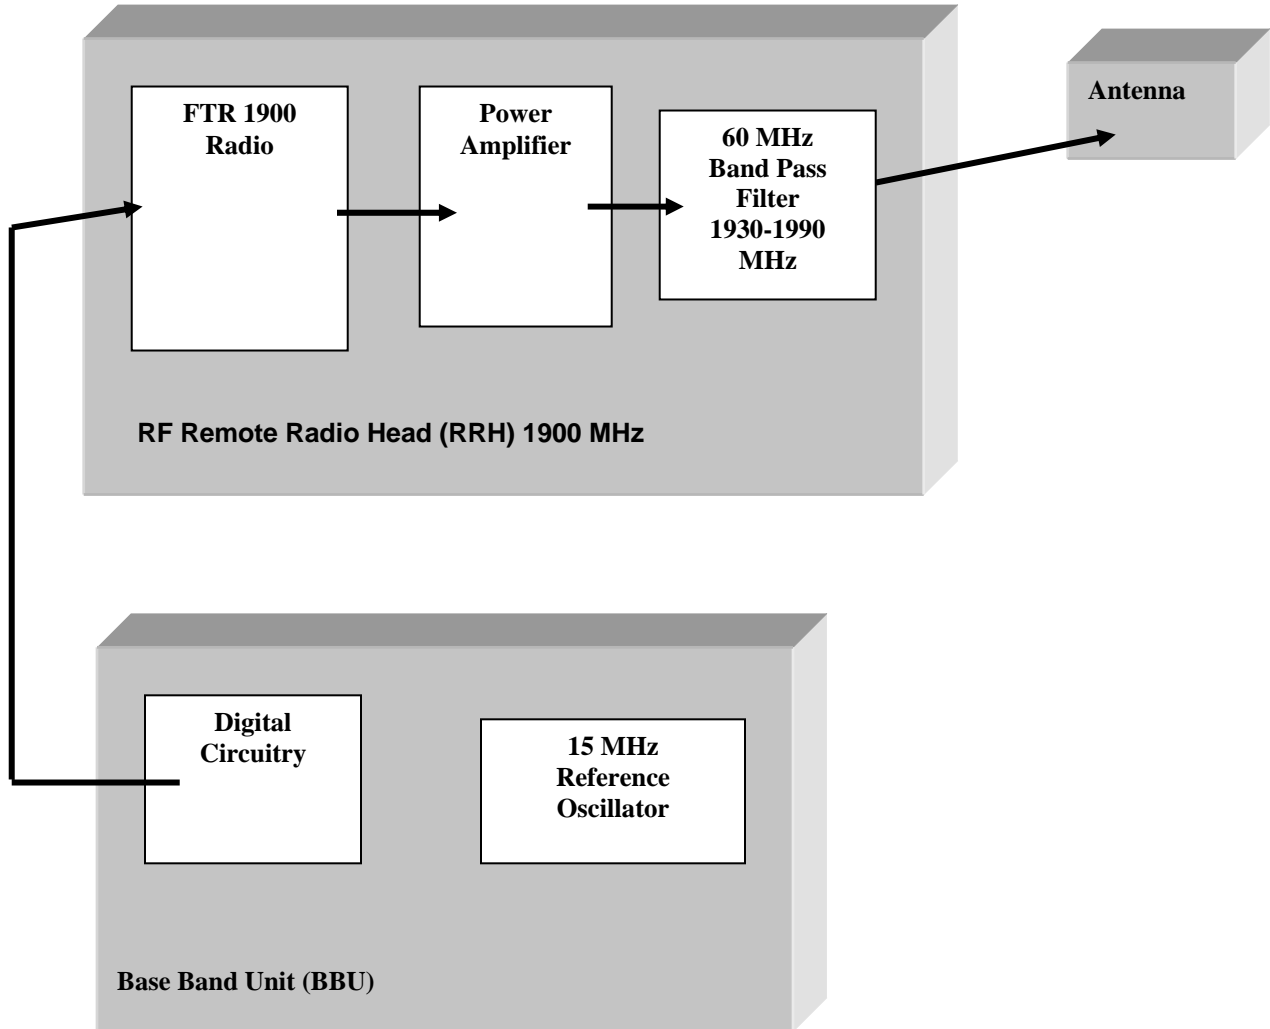 FTR 1900
Radio
Power
Amplifier
60 MHz
Band Pass
Filter
1930-1990
MHz
Antenna
RF Remote Radio Head (RRH) 1900 MHz
Digital
Circuitry
15 MHz
Reference
Oscillator
Base Band Unit (BBU)